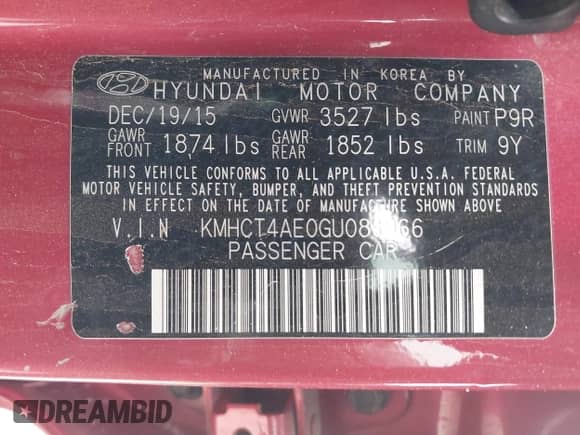 MANUFACTURED IN KOREA BY
HYUNDAI MOTOR COMPANY
DEC/19/15 GVWR 3527 lbs PAINT P9R
GAWR FRONT 1874 lbs GAWR REAR 1852 lbs TRIM 9Y
THIS VEHICLE CONFORMS TO ALL APPLICABLE U.S.A. FEDERAL
MOTOR VEHICLE SAFETY, BUMPER, AND THEFT PREVENTION STANDARDS
IN EFFECT ON THE DATE OF MANUFACTURE SHOWN ABOVE
V.I.N
PASSENGER CAR
DREAMBID